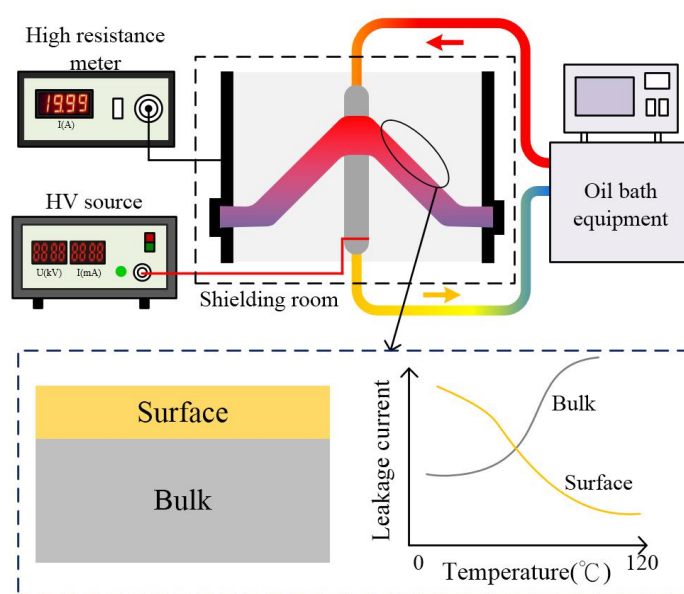 High resistance
meter
19.99
I(A)
HV source
8888 8888
U(kV) I(mA)
Shielding room
Oil bath
equipment
Surface
Bulk
Leakage current
Bulk
Surface
0
120
Temperature(℃)